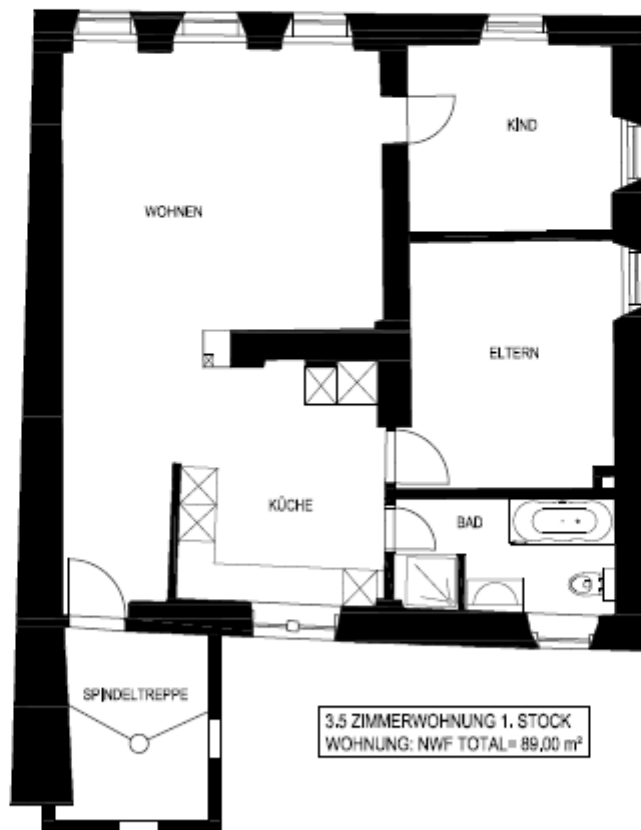 KIND
WOHNEN
ELTERN
KÜCHE
BAD
SPINDELTREPPE
3.5 ZIMMERWOHNUNG 1. STOCK
WOHNUNG: NWF TOTAL= 89,00 m²